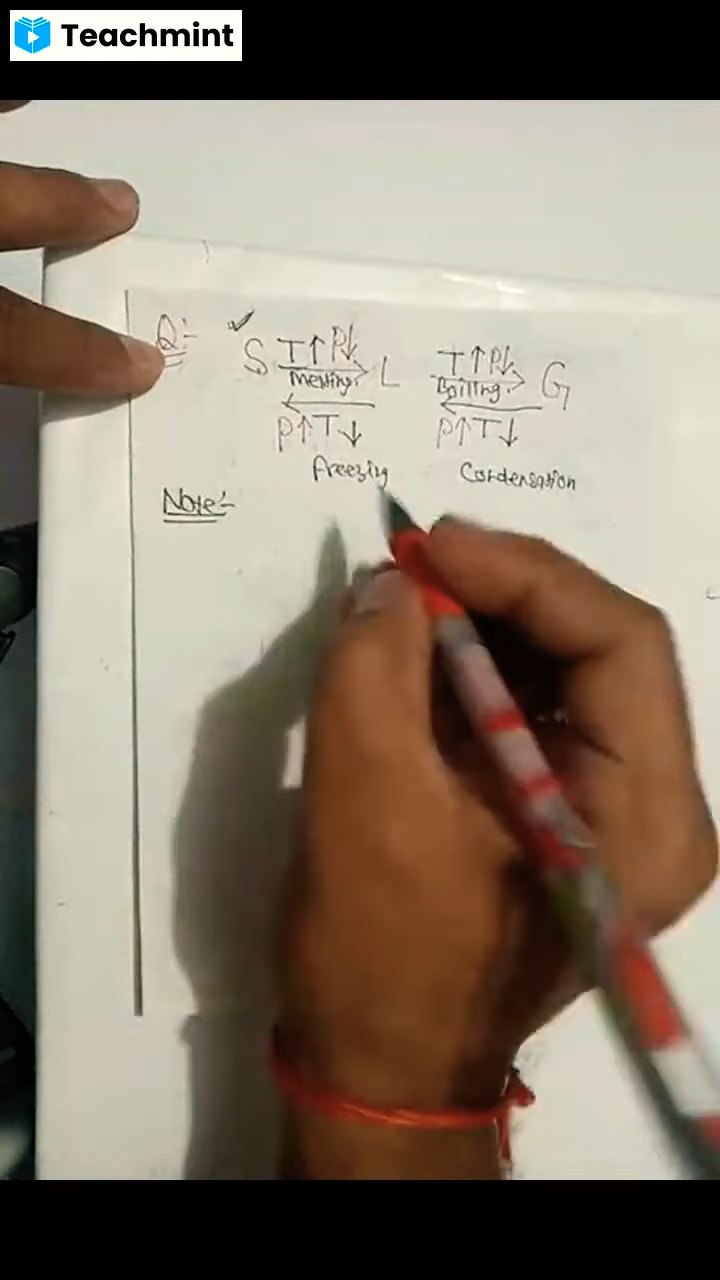 Teachmint
Q:- S T↑ P↓ L T↑ P↓ G
Melting. Boiling.
P↑ T↓ P↑ T↓
freezing Condensation
Note:-